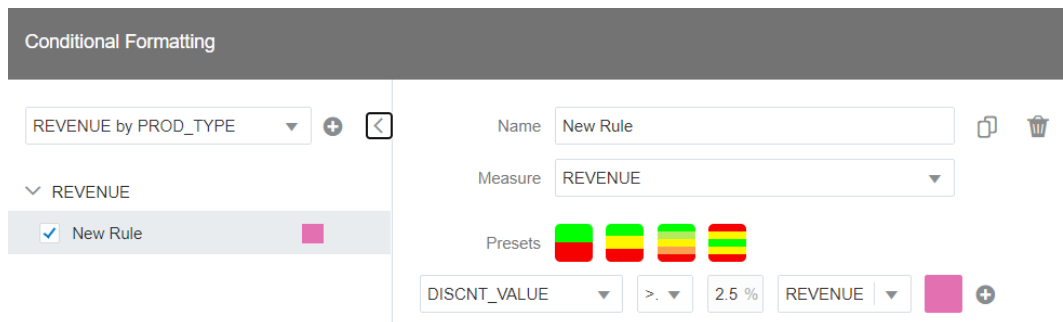 Conditional Formatting
REVENUE by PROD_TYPE
REVENUE
New Rule
Name New Rule
Measure REVENUE
Presets
DISCNT_VALUE >. 2.5 % REVENUE